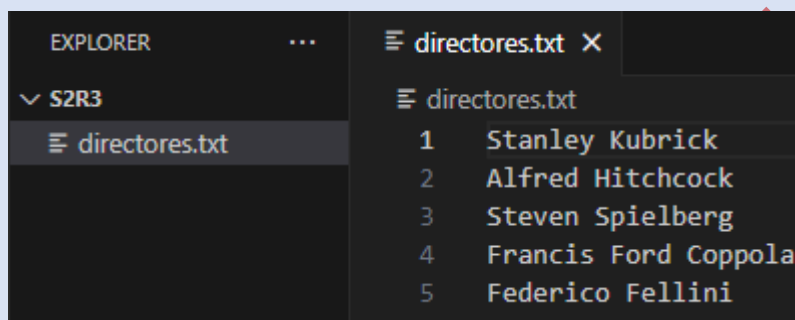 EXPLORER ...
S2R3
directores.txt
directores.txt
directores.txt
1 Stanley Kubrick
2 Alfred Hitchcock
3 Steven Spielberg
4 Francis Ford Coppola
5 Federico Fellini